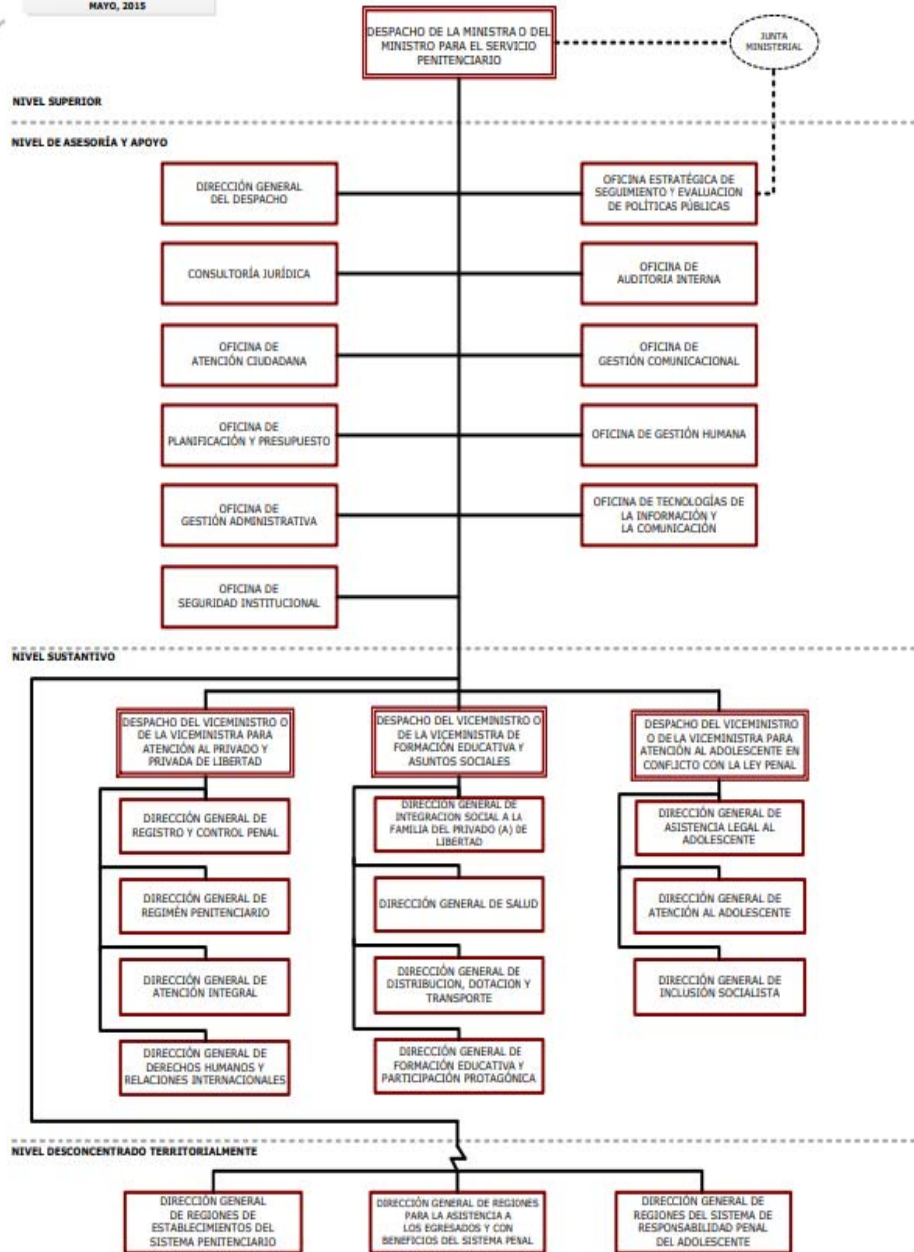 MAYO, 2015
DESPACHO DE LA MINISTRA O DEL
MINISTRO PARA EL SERVICIO
PENITENCIARIO
JUNTA
MINISTERIAL
NIVEL SUPERIOR
NIVEL DE ASESORÍA Y APOYO
DIRECCIÓN GENERAL
DEL DESPACHO
OFICINA ESTRATÉGICA DE
SEGUIMIENTO Y EVALUACION
DE POLÍTICAS PÚBLICAS
CONSULTORÍA JURÍDICA
OFICINA DE
AUDITORIA INTERNA
OFICINA DE
ATENCIÓN CIUDADANA
OFICINA DE
GESTIÓN COMUNICACIONAL
OFICINA DE
PLANIFICACIÓN Y PRESUPUESTO
OFICINA DE GESTIÓN HUMANA
OFICINA DE
GESTIÓN ADMINISTRATIVA
OFICINA DE TECNOLOGÍAS DE
LA INFORMACIÓN Y
LA COMUNICACIÓN
OFICINA DE
SEGURIDAD INSTITUCIONAL
NIVEL SUSTANTIVO
DESPACHO DEL VICEMINISTRO O
DE LA VICEMINISTRA PARA
ATENCIÓN AL PRIVADO Y
PRIVADA DE LIBERTAD
DESPACHO DEL VICEMINISTRO O
DE LA VICEMINISTRA DE
FORMACIÓN EDUCATIVA Y
ASUNTOS SOCIALES
DESPACHO DEL VICEMINISTRO
O DE LA VICEMINISTRA PARA
ATENCIÓN AL ADOLESCENTE EN
CONFLICTO CON LA LEY PENAL
DIRECCIÓN GENERAL DE
REGISTRO Y CONTROL PENAL
DIRECCIÓN GENERAL DE
INTEGRACION SOCIAL A LA
FAMILIA DEL PRIVADO (A) DE
LIBERTAD
DIRECCIÓN GENERAL DE
ASISTENCIA LEGAL AL
ADOLESCENTE
DIRECCIÓN GENERAL DE
REGIMÉN PENITENCIARIO
DIRECCIÓN GENERAL DE SALUD
DIRECCIÓN GENERAL DE
ATENCIÓN AL ADOLESCENTE
DIRECCIÓN GENERAL DE
ATENCIÓN INTEGRAL
DIRECCIÓN GENERAL DE
DISTRIBUCION, DOTACION Y
TRANSPORTE
DIRECCIÓN GENERAL DE
INCLUSIÓN SOCIALISTA
DIRECCIÓN GENERAL DE
DERECHOS HUMANOS Y
RELACIONES INTERNACIONALES
DIRECCIÓN GENERAL DE
FORMACIÓN EDUCATIVA Y
PARTICIPACIÓN PROTAGÓNICA
NIVEL DESCONCENTRADO TERRITORIALMENTE
DIRECCIÓN GENERAL
DE REGIONES DE
ESTABLECIMIENTOS DEL
SISTEMA PENITENCIARIO
DIRECCIÓN GENERAL DE REGIONES
PARA LA ASISTENCIA A
LOS EGRESADOS Y CON
BENEFICIOS DEL SISTEMA PENAL
DIRECCIÓN GENERAL DE
REGIONES DEL SISTEMA DE
RESPONSABILIDAD PENAL
DEL ADOLESCENTE